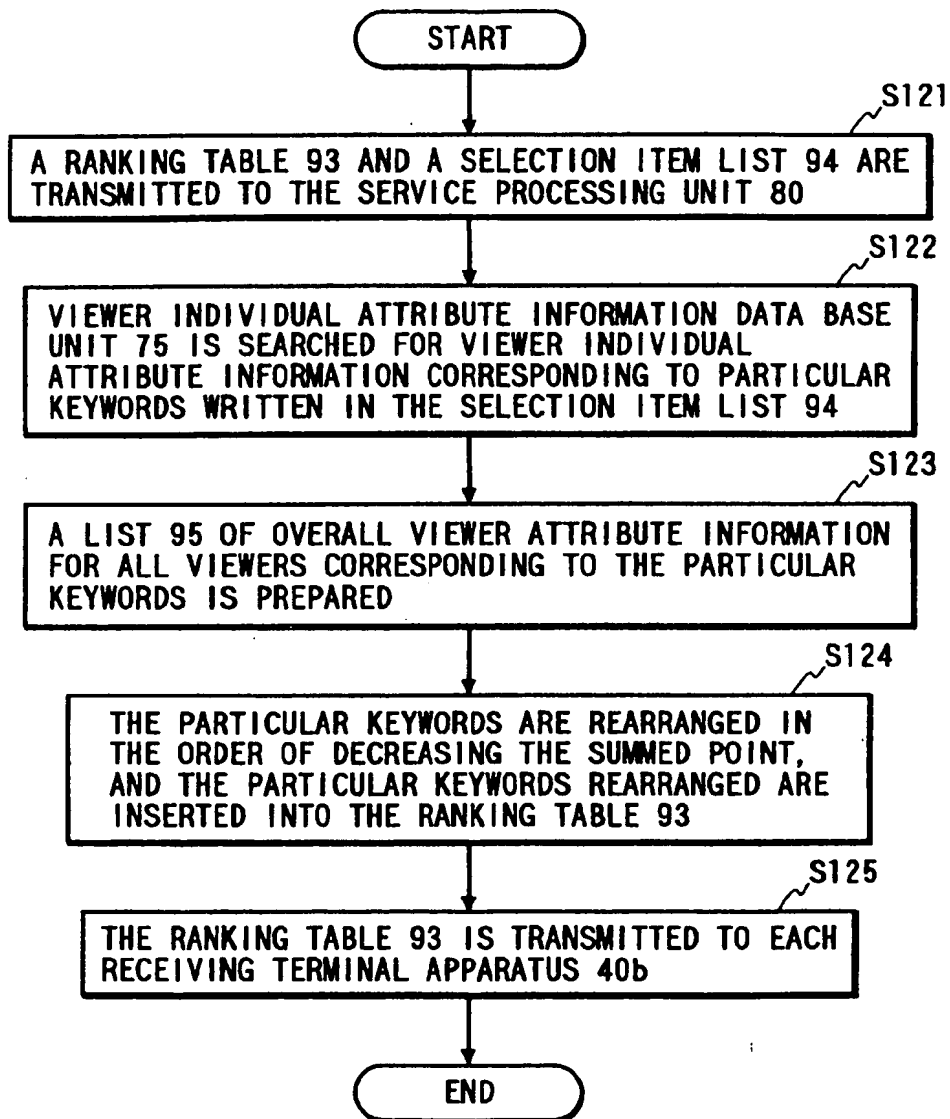 START
S121
A RANKING TABLE 93 AND A SELECTION ITEM LIST 94 ARE
TRANSMITTED TO THE SERVICE PROCESSING UNIT 80
S122
VIEWER INDIVIDUAL ATTRIBUTE INFORMATION DATA BASE
UNIT 75 IS SEARCHED FOR VIEWER INDIVIDUAL
ATTRIBUTE INFORMATION CORRESPONDING TO PARTICULAR
KEYWORDS WRITTEN IN THE SELECTION ITEM LIST 94
S123
A LIST 95 OF OVERALL VIEWER ATTRIBUTE INFORMATION
FOR ALL VIEWERS CORRESPONDING TO THE PARTICULAR
KEYWORDS IS PREPARED
S124
THE PARTICULAR KEYWORDS ARE REARRANGED IN
THE ORDER OF DECREASING THE SUMMED POINT,
AND THE PARTICULAR KEYWORDS REARRANGED ARE
INSERTED INTO THE RANKING TABLE 93
S125
THE RANKING TABLE 93 IS TRANSMITTED TO EACH
RECEIVING TERMINAL APPARATUS 40b
END